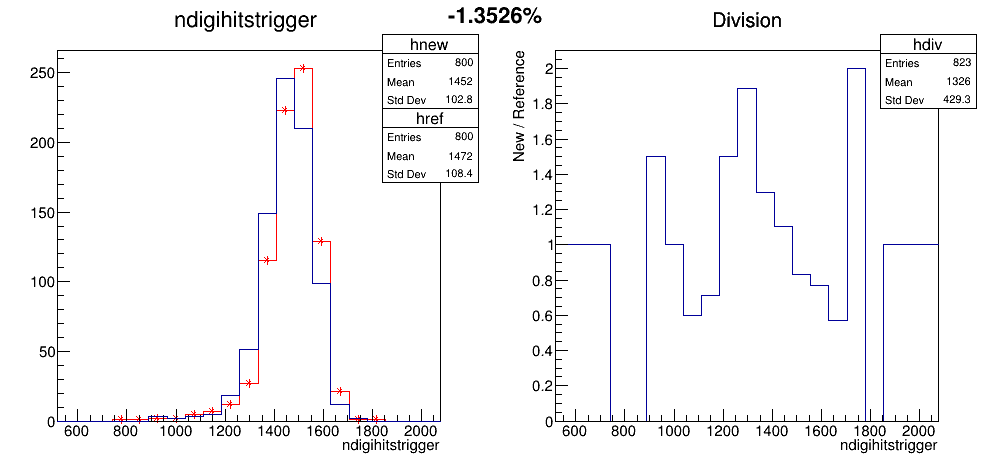 -1.3526%
ndigihitstrigger
hnew
Entries 800
Mean 1452
Std Dev 102.8
href
Entries 800
Mean 1472
Std Dev 108.4
250
200
150
100
50
0
600 800 1000 1200 1400 1600 1800 2000
ndigihitstrigger
Division
hdiv
Entries 823
Mean 1326
Std Dev 429.3
New / Reference
2
1.8
1.6
1.4
1.2
1
0.8
0.6
0.4
0.2
0
600 800 1000 1200 1400 1600 1800 2000
ndigihitstrigger